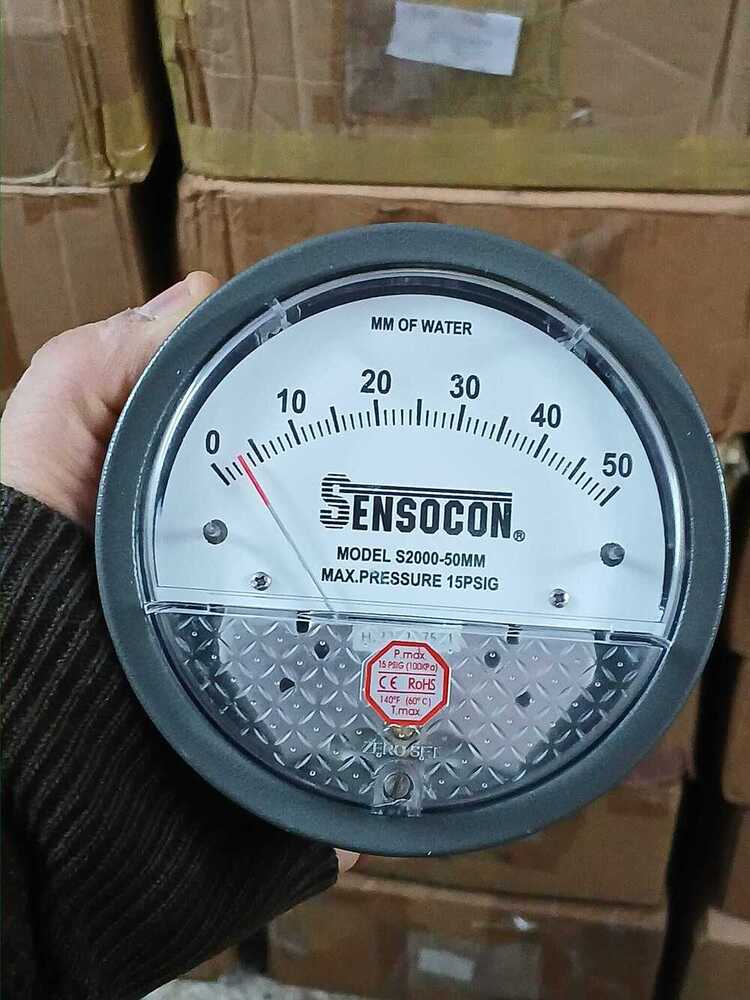 MM OF WATER
0 10 20 30 40 50
SENSOCON®
MODEL S2000-50MM
MAX.PRESSURE 15PSIG
P.max
15 PSIG (100KPa)
CE RoHS
140°F (60°C)
T.max
ZERO SET